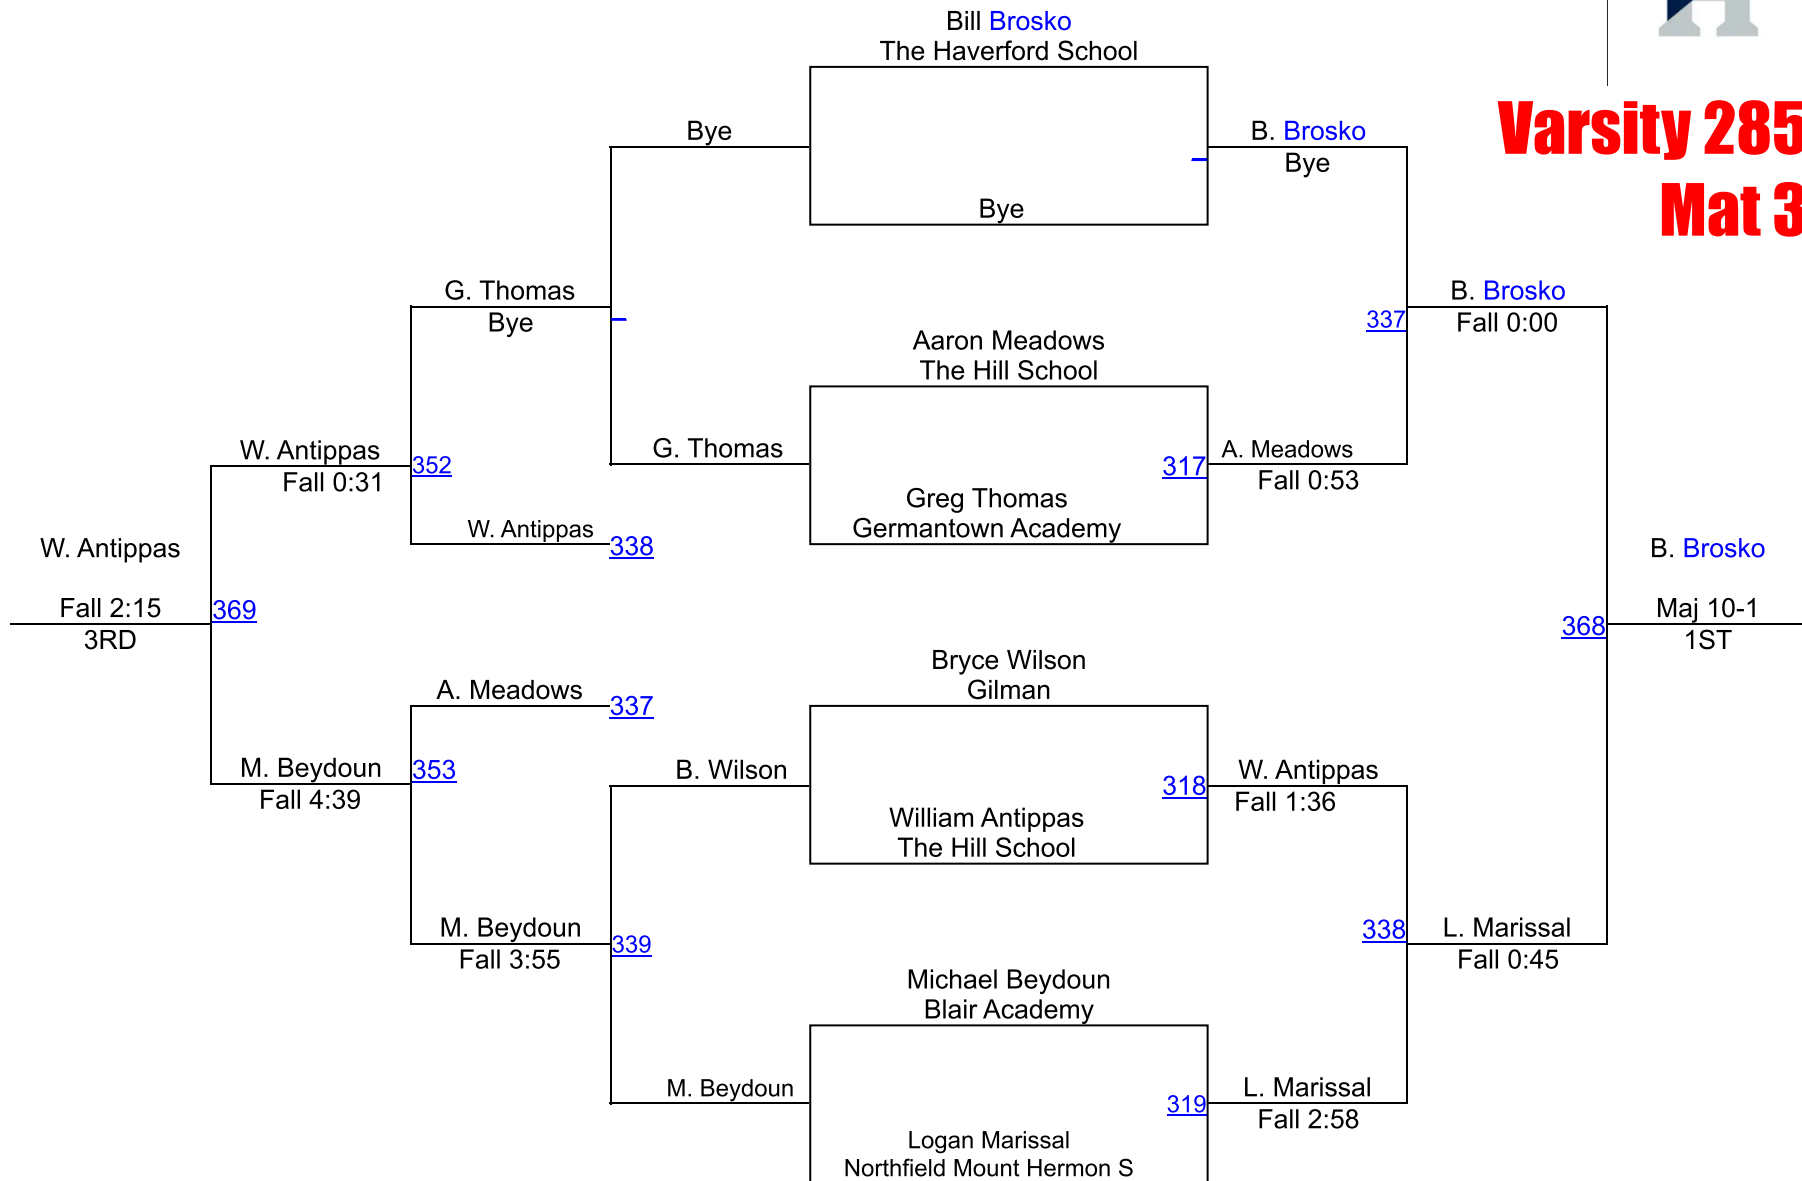 Bill Brosko
The Haverford School
Varsity 285
Bye
B. Brosko
Bye
Mat 3
Bye
G. Thomas
Bye
B. Brosko
337
Fall 0:00
Aaron Meadows
The Hill School
W. Antippas
352
Fall 0:31
G. Thomas
317
A. Meadows
Fall 0:53
Greg Thomas
Germantown Academy
W. Antippas
338
W. Antippas
Fall 2:15
369
3RD
B. Brosko
Maj 10-1
368
1ST
Bryce Wilson
Gilman
A. Meadows
337
M. Beydoun
353
Fall 4:39
B. Wilson
318
W. Antippas
Fall 1:36
William Antippas
The Hill School
M. Beydoun
339
Fall 3:55
338
L. Marissal
Fall 0:45
Michael Beydoun
Blair Academy
M. Beydoun
319
L. Marissal
Fall 2:58
Logan Marissal
Northfield Mount Hermon S